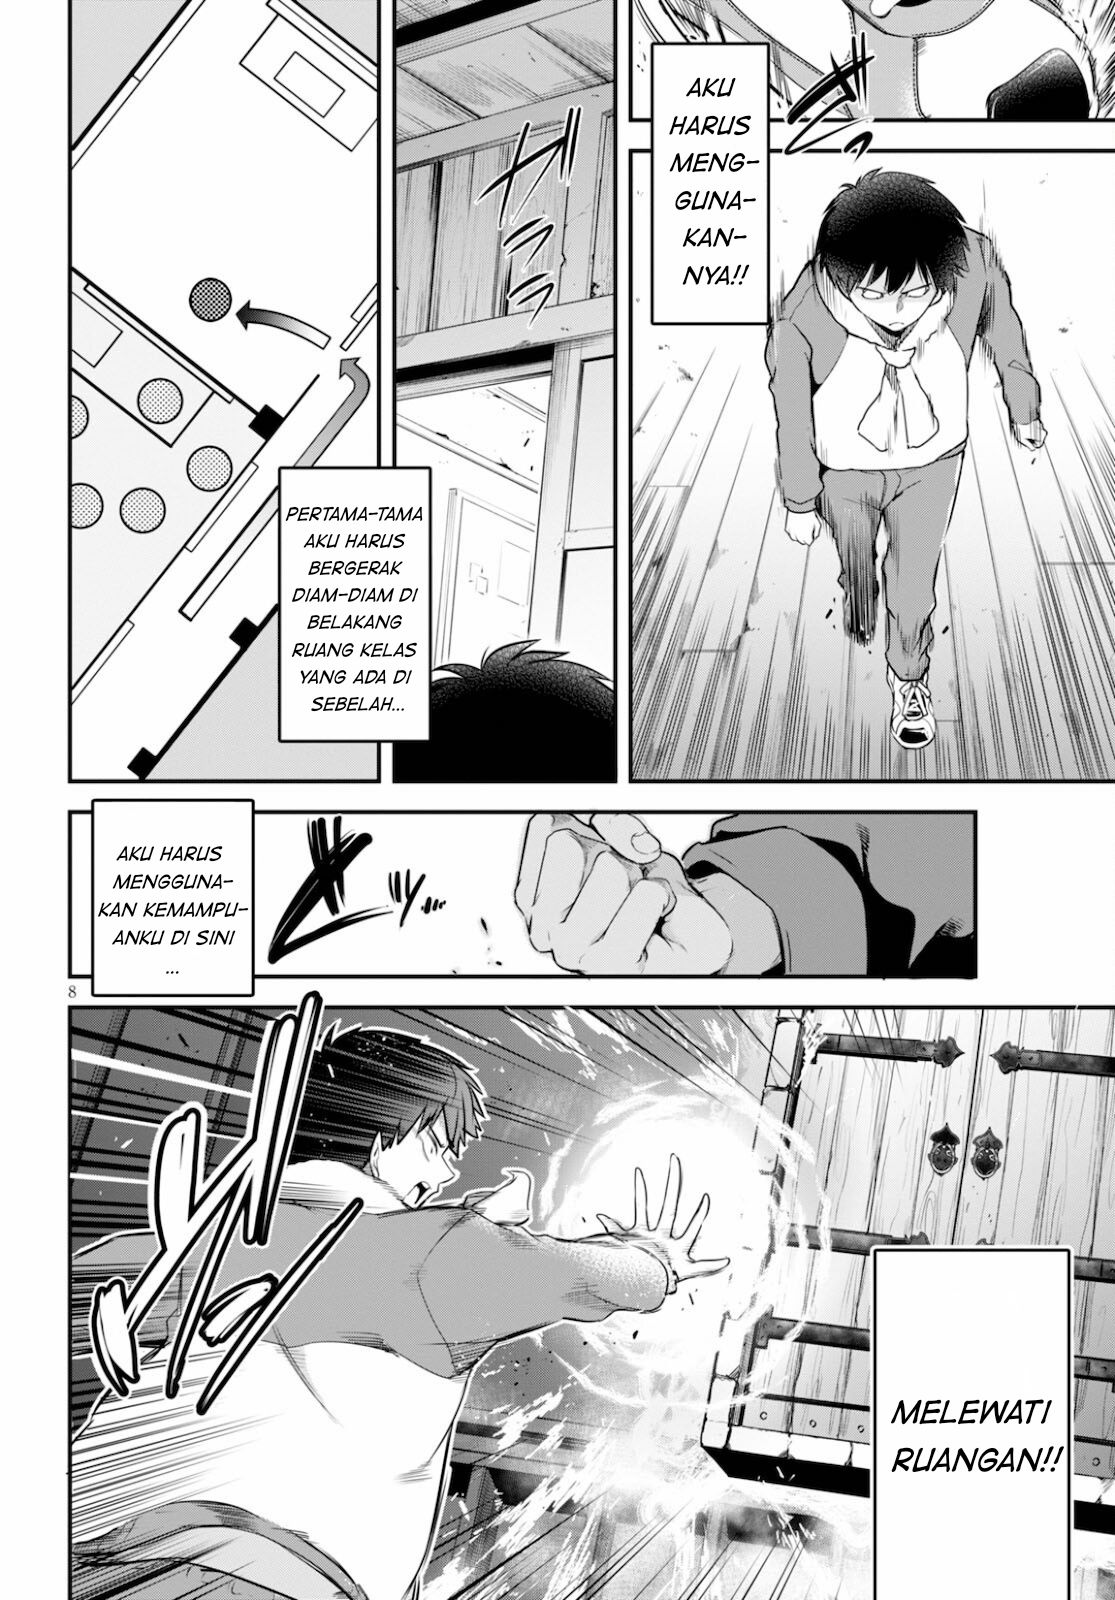 AKU
HARUS
MENG-
GUNA-
KAN-
NYA!!
PERTAMA-TAMA
AKU HARUS
BERGERAK
DIAM-DIAM DI
BELAKANG
RUANG KELAS
YANG ADA DI
SEBELAH...
AKU HARUS
MENGGUNA-
KAN KEMAMPU-
ANKU DI SINI
...
8
MELEWATI
RUANGAN!!